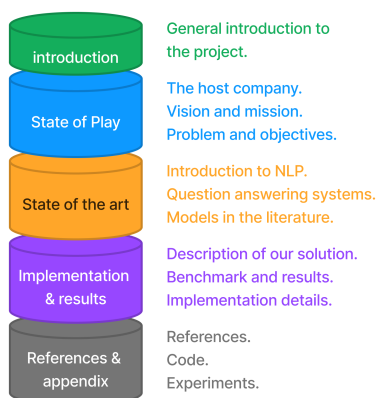 introduction
General introduction to
the project.
State of Play
The host company.
Vision and mission.
Problem and objectives.
State of the art
Introduction to NLP.
Question answering systems.
Models in the literature.
Implementation
& results
Description of our solution.
Benchmark and results.
Implementation details.
References &
appendix
References.
Code.
Experiments.